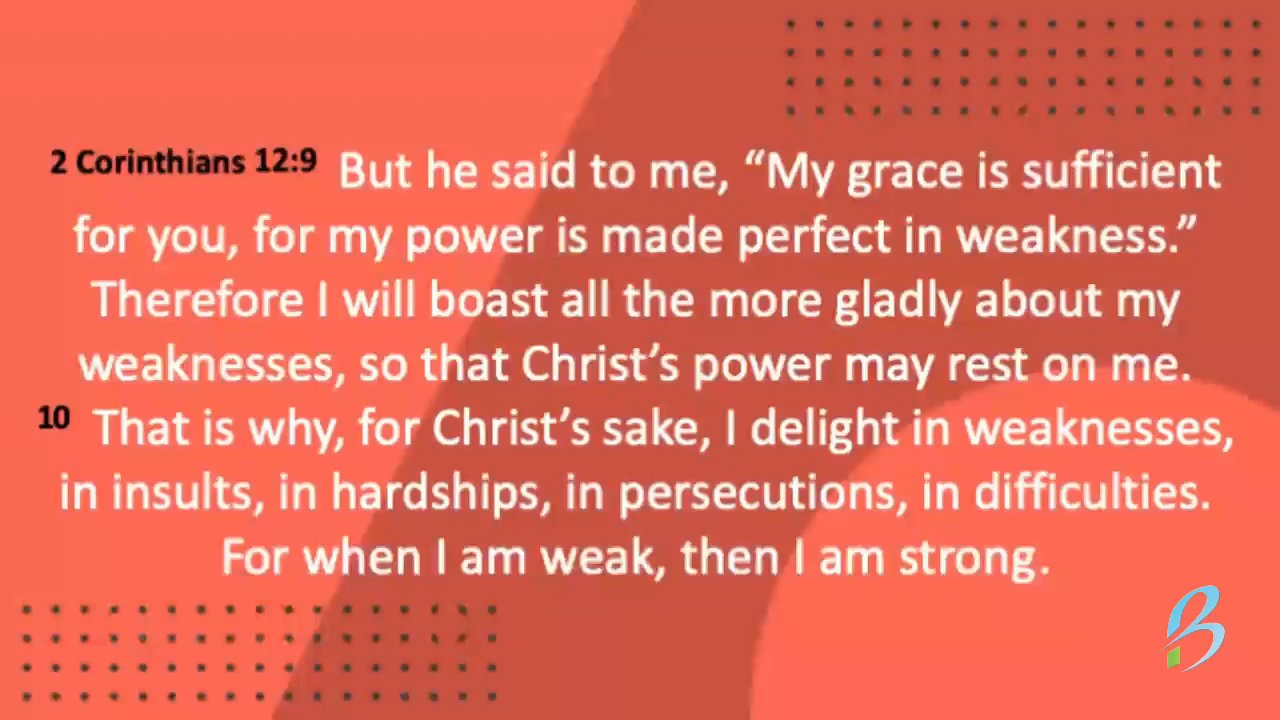 2 Corinthians 12:9 But he said to me, “My grace is sufficient
for you, for my power is made perfect in weakness.”
Therefore I will boast all the more gladly about my
weaknesses, so that Christ’s power may rest on me.
10 That is why, for Christ’s sake, I delight in weaknesses,
in insults, in hardships, in persecutions, in difficulties.
For when I am weak, then I am strong.
B